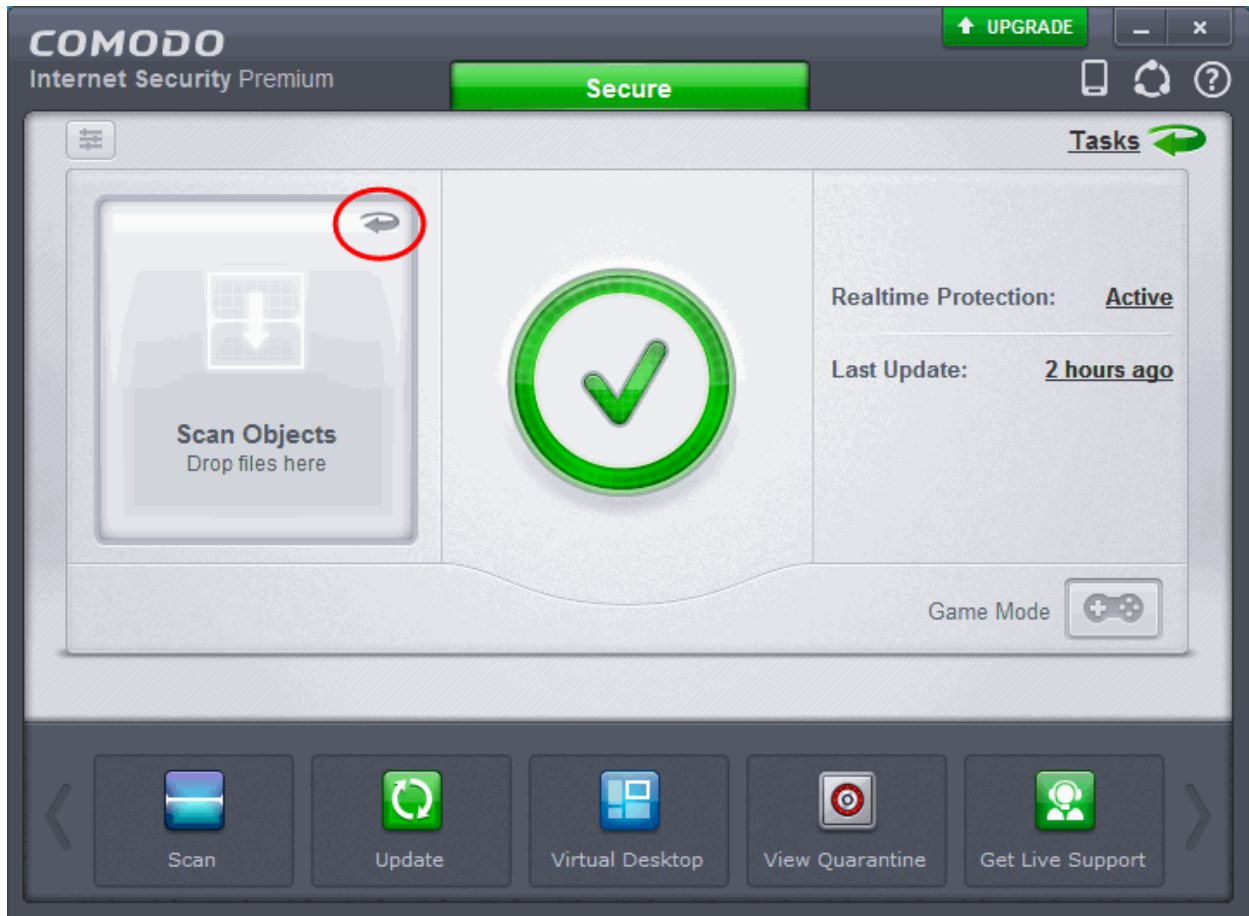 COMODO
Internet Security Premium
UPGRADE
Secure
Tasks
Scan Objects
Drop files here
Realtime Protection: Active
Last Update: 2 hours ago
Game Mode
Scan
Update
Virtual Desktop
View Quarantine
Get Live Support